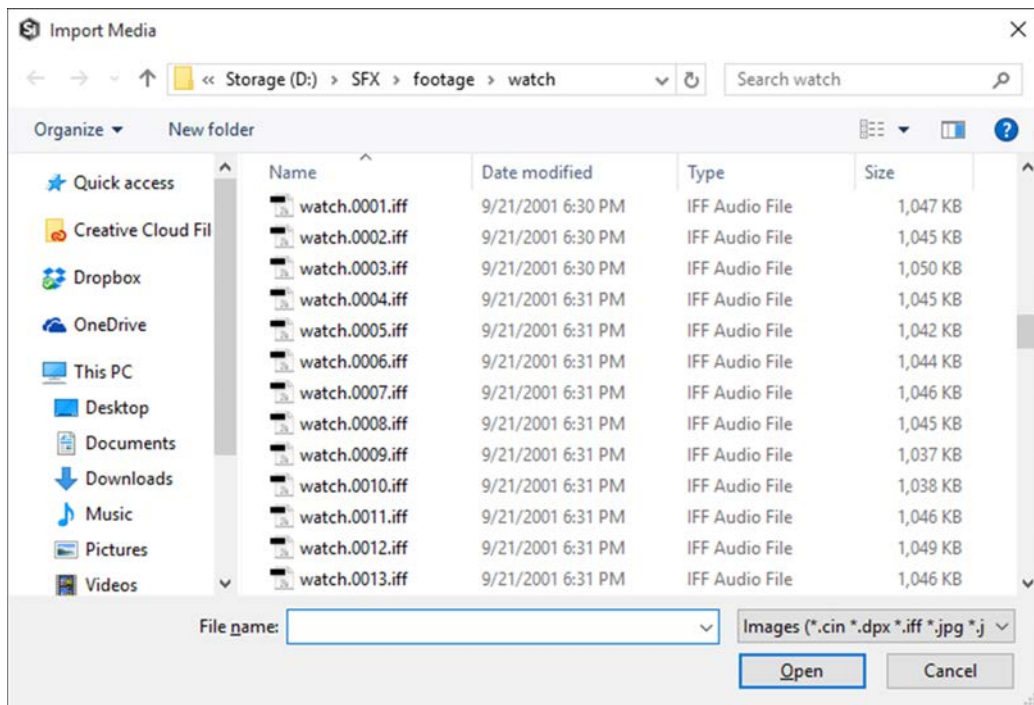 Import Media
« Storage (D:) > SFX > footage > watch
Search watch
Organize
New folder
Name Date modified Type Size
Quick access
Creative Cloud Fil
Dropbox
OneDrive
This PC
Desktop
Documents
Downloads
Music
Pictures
Videos
watch.0001.iff 9/21/2001 6:30 PM IFF Audio File 1,047 KB
watch.0002.iff 9/21/2001 6:30 PM IFF Audio File 1,045 KB
watch.0003.iff 9/21/2001 6:30 PM IFF Audio File 1,050 KB
watch.0004.iff 9/21/2001 6:31 PM IFF Audio File 1,045 KB
watch.0005.iff 9/21/2001 6:31 PM IFF Audio File 1,042 KB
watch.0006.iff 9/21/2001 6:31 PM IFF Audio File 1,044 KB
watch.0007.iff 9/21/2001 6:31 PM IFF Audio File 1,046 KB
watch.0008.iff 9/21/2001 6:31 PM IFF Audio File 1,045 KB
watch.0009.iff 9/21/2001 6:31 PM IFF Audio File 1,037 KB
watch.0010.iff 9/21/2001 6:31 PM IFF Audio File 1,038 KB
watch.0011.iff 9/21/2001 6:31 PM IFF Audio File 1,046 KB
watch.0012.iff 9/21/2001 6:31 PM IFF Audio File 1,049 KB
watch.0013.iff 9/21/2001 6:31 PM IFF Audio File 1,046 KB
File name:
Images (*.cin *.dpx *.iff *.jpg *.j
Open
Cancel